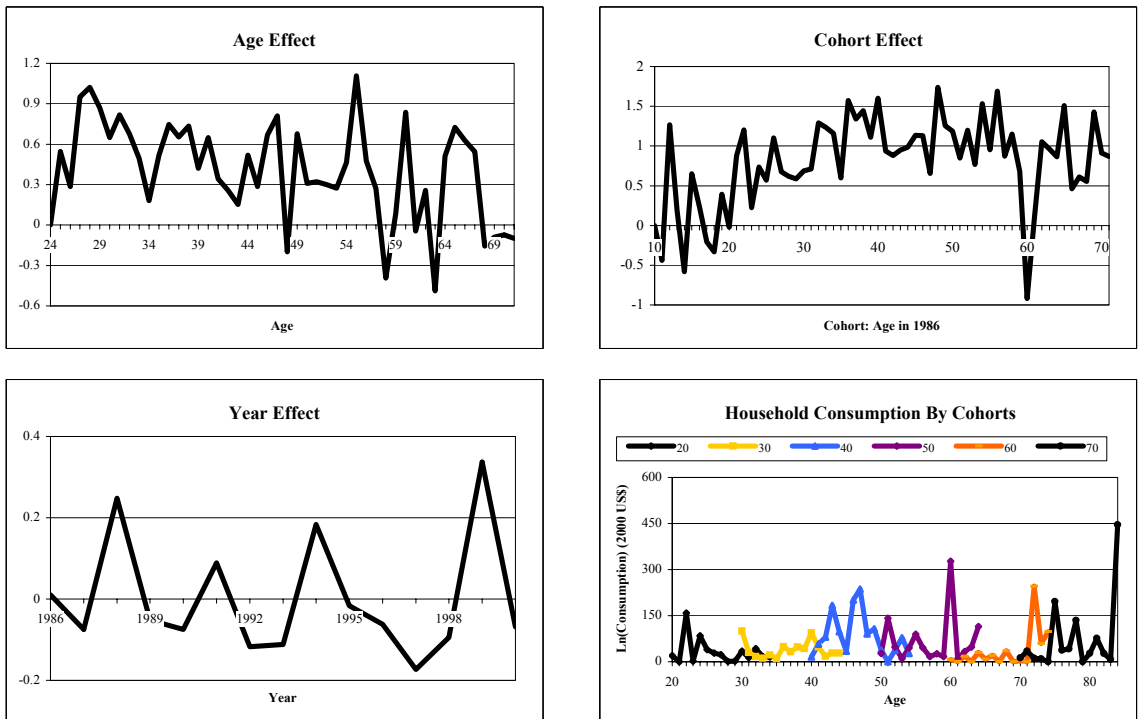 Age Effect
1.2
0.9
0.6
0.3
0
-0.3
-0.6
24 29 34 39 44 49 54 59 64 69
Age
Cohort Effect
2
1.5
1
0.5
0
-0.5
-1
10 20 30 40 50 60 70
Cohort: Age in 1986
Year Effect
0.4
0.2
0
-0.2
1986 1989 1992 1995 1998
Year
Household Consumption By Cohorts
20 30 40 50 60 70
Ln(Consumption) (2000 US$)
600
450
300
150
0
20 30 40 50 60 70 80
Age